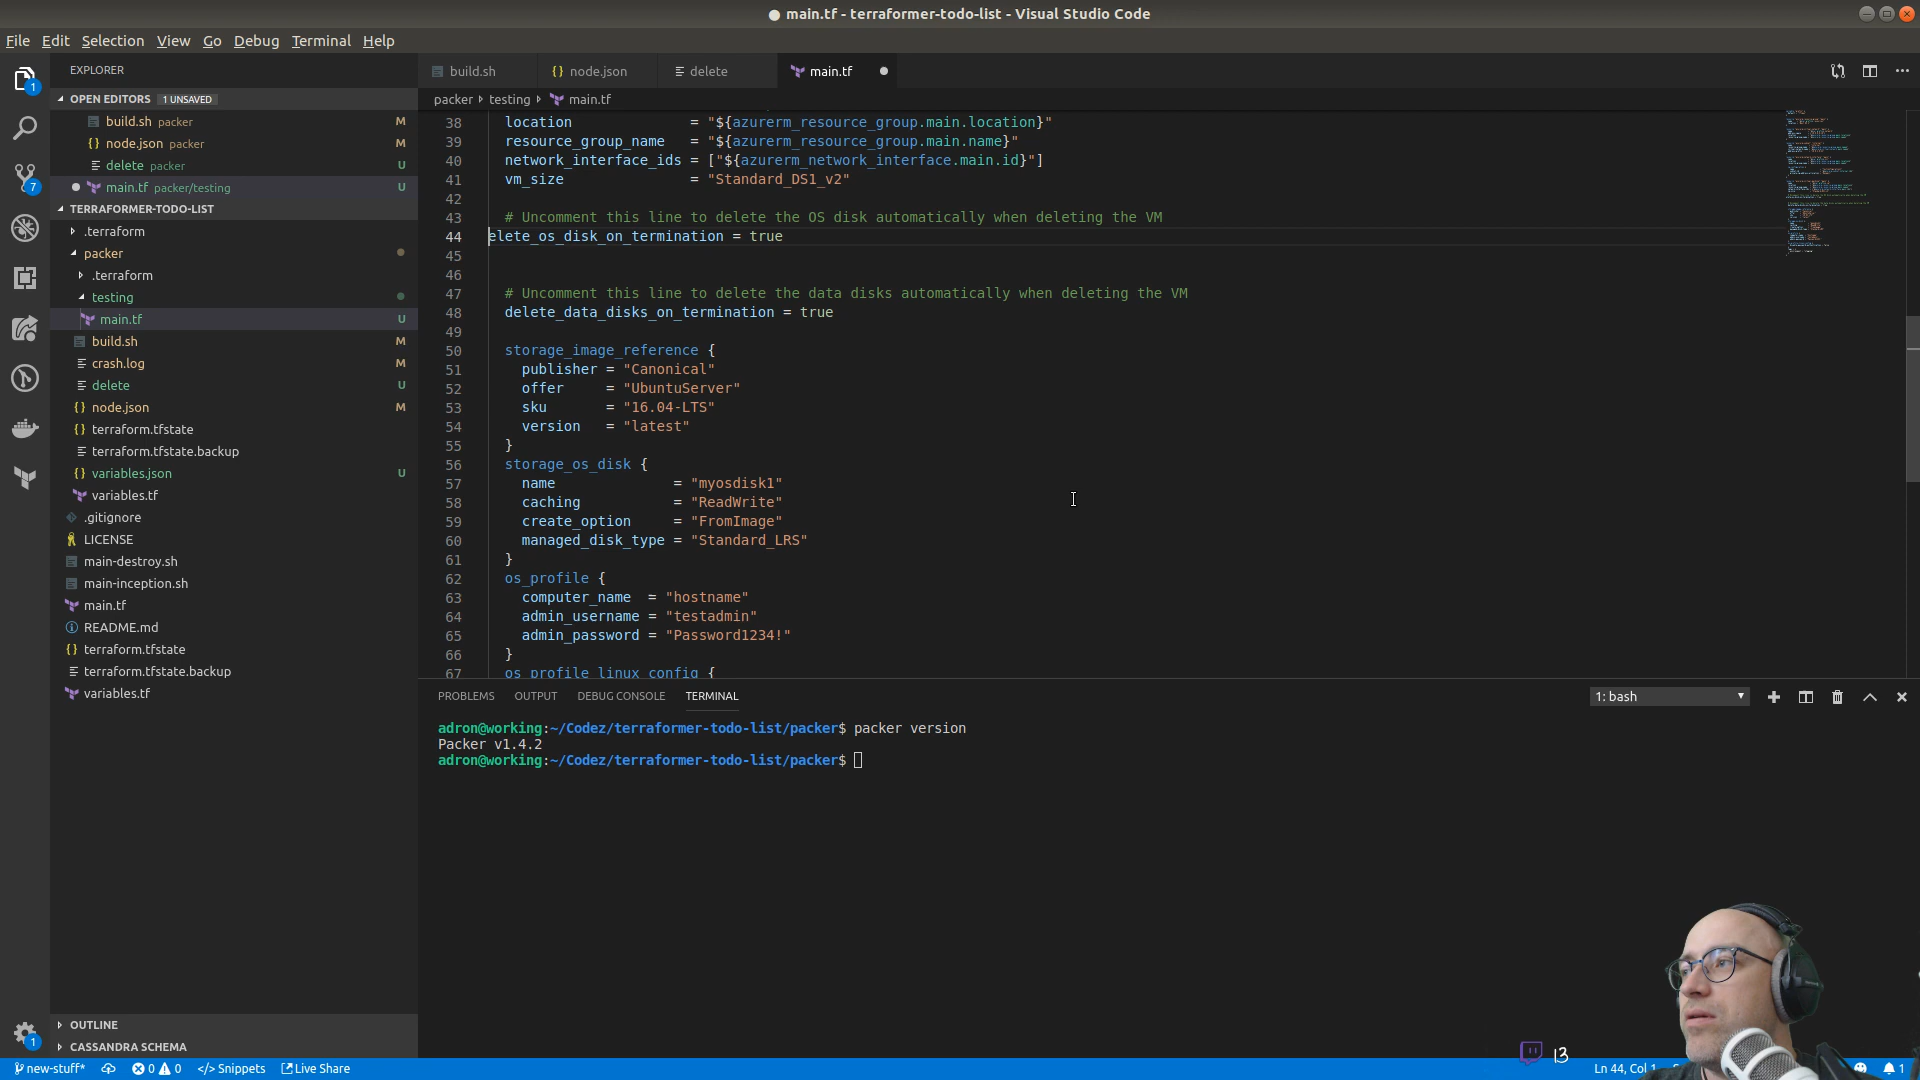 main.tf - terraformer-todo-list - Visual Studio Code
File Edit Selection View Go Debug Terminal Help
EXPLORER
OPEN EDITORS 1 UNSAVED
build.sh packer M
node.json packer M
delete packer U
main.tf packer/testing U
TERRAFORMER-TODO-LIST
.terraform
packer
.terraform
testing
main.tf U
build.sh M
crash.log M
delete U
node.json M
terraform.tfstate
terraform.tfstate.backup
variables.json U
variables.tf
.gitignore
LICENSE
main-destroy.sh
main-inception.sh
main.tf
README.md
terraform.tfstate
terraform.tfstate.backup
variables.tf
OUTLINE
CASSANDRA SCHEMA
1
7
1
build.sh node.json delete main.tf
packer testing main.tf
38 location = "${azurerm_resource_group.main.location}"
39 resource_group_name = "${azurerm_resource_group.main.name}"
40 network_interface_ids = ["${azurerm_network_interface.main.id}"]
41 vm_size = "Standard_DS1_v2"
42
43 # Uncomment this line to delete the OS disk automatically when deleting the VM
44 elete_os_disk_on_termination = true
45
46
47 # Uncomment this line to delete the data disks automatically when deleting the VM
48 delete_data_disks_on_termination = true
49
50 storage_image_reference {
51 publisher = "Canonical"
52 offer = "UbuntuServer"
53 sku = "16.04-LTS"
54 version = "latest"
55 }
56 storage_os_disk {
57 name = "myosdisk1"
58 caching = "ReadWrite"
59 create_option = "FromImage"
60 managed_disk_type = "Standard_LRS"
61 }
62 os_profile {
63 computer_name = "hostname"
64 admin_username = "testadmin"
65 admin_password = "Password1234!"
66 }
67 os_profile_linux_config {
PROBLEMS OUTPUT DEBUG CONSOLE TERMINAL 1: bash
adron@working:~/Codez/terraformer-todo-list/packer$ packer version
Packer v1.4.2
adron@working:~/Codez/terraformer-todo-list/packer$
13
new-stuff* 0 0 </> Snippets Live Share Ln 44, Col 1 1